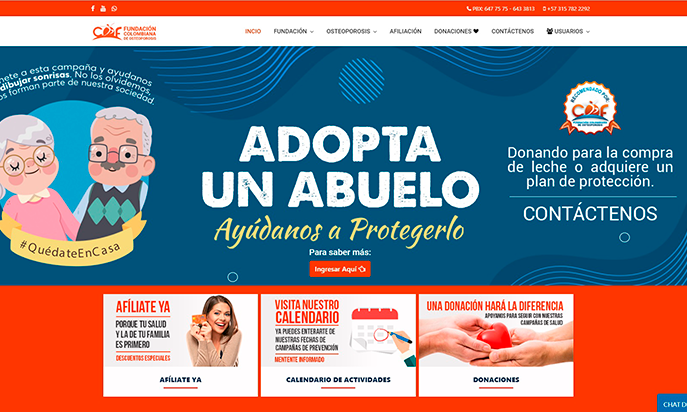 PBX: 647 75 75 - 643 3813
+57 315 782 2292
FUNDACIÓN
COLOMBIANA
DE OSTEOPOROSIS
INCIO
FUNDACIÓN
OSTEOPOROSIS
AFILIACIÓN
DONACIONES
CONTÁCTENOS
USUARIOS
nete a esta campaña y ayudanos
dibujar sonrisas. No los olvidemos,
os forman parte de nuestra sociedad.
#QuédateEnCasa
ADOPTA
UN ABUELO
Ayúdanos a Protegerlo
Para saber más:
Ingresar Aquí
RECOMENDADO POR
Donando para la compra
de leche o adquiere un
plan de protección.
CONTÁCTENOS
AFÍLIATE YA
PORQUE TU SALUD
Y LA DE TU FAMILIA
ES PRIMERO
DESCUENTOS ESPECIALES
AFÍLIATE YA
VISITA NUESTRO
CALENDARIO
YA PUEDES ENTERARTE DE
NUESTRAS FECHAS DE
CAMPAÑAS DE PREVENCIÓN
MENTENTE INFORMADO
CALENDARIO DE ACTIVIDADES
UNA DONACIÓN HARÁ LA DIFERENCIA
APOYANOS PARA SEGUIR CON NUESTRAS
CAMPAÑAS DE SALUD
DONACIONES
CHAT D